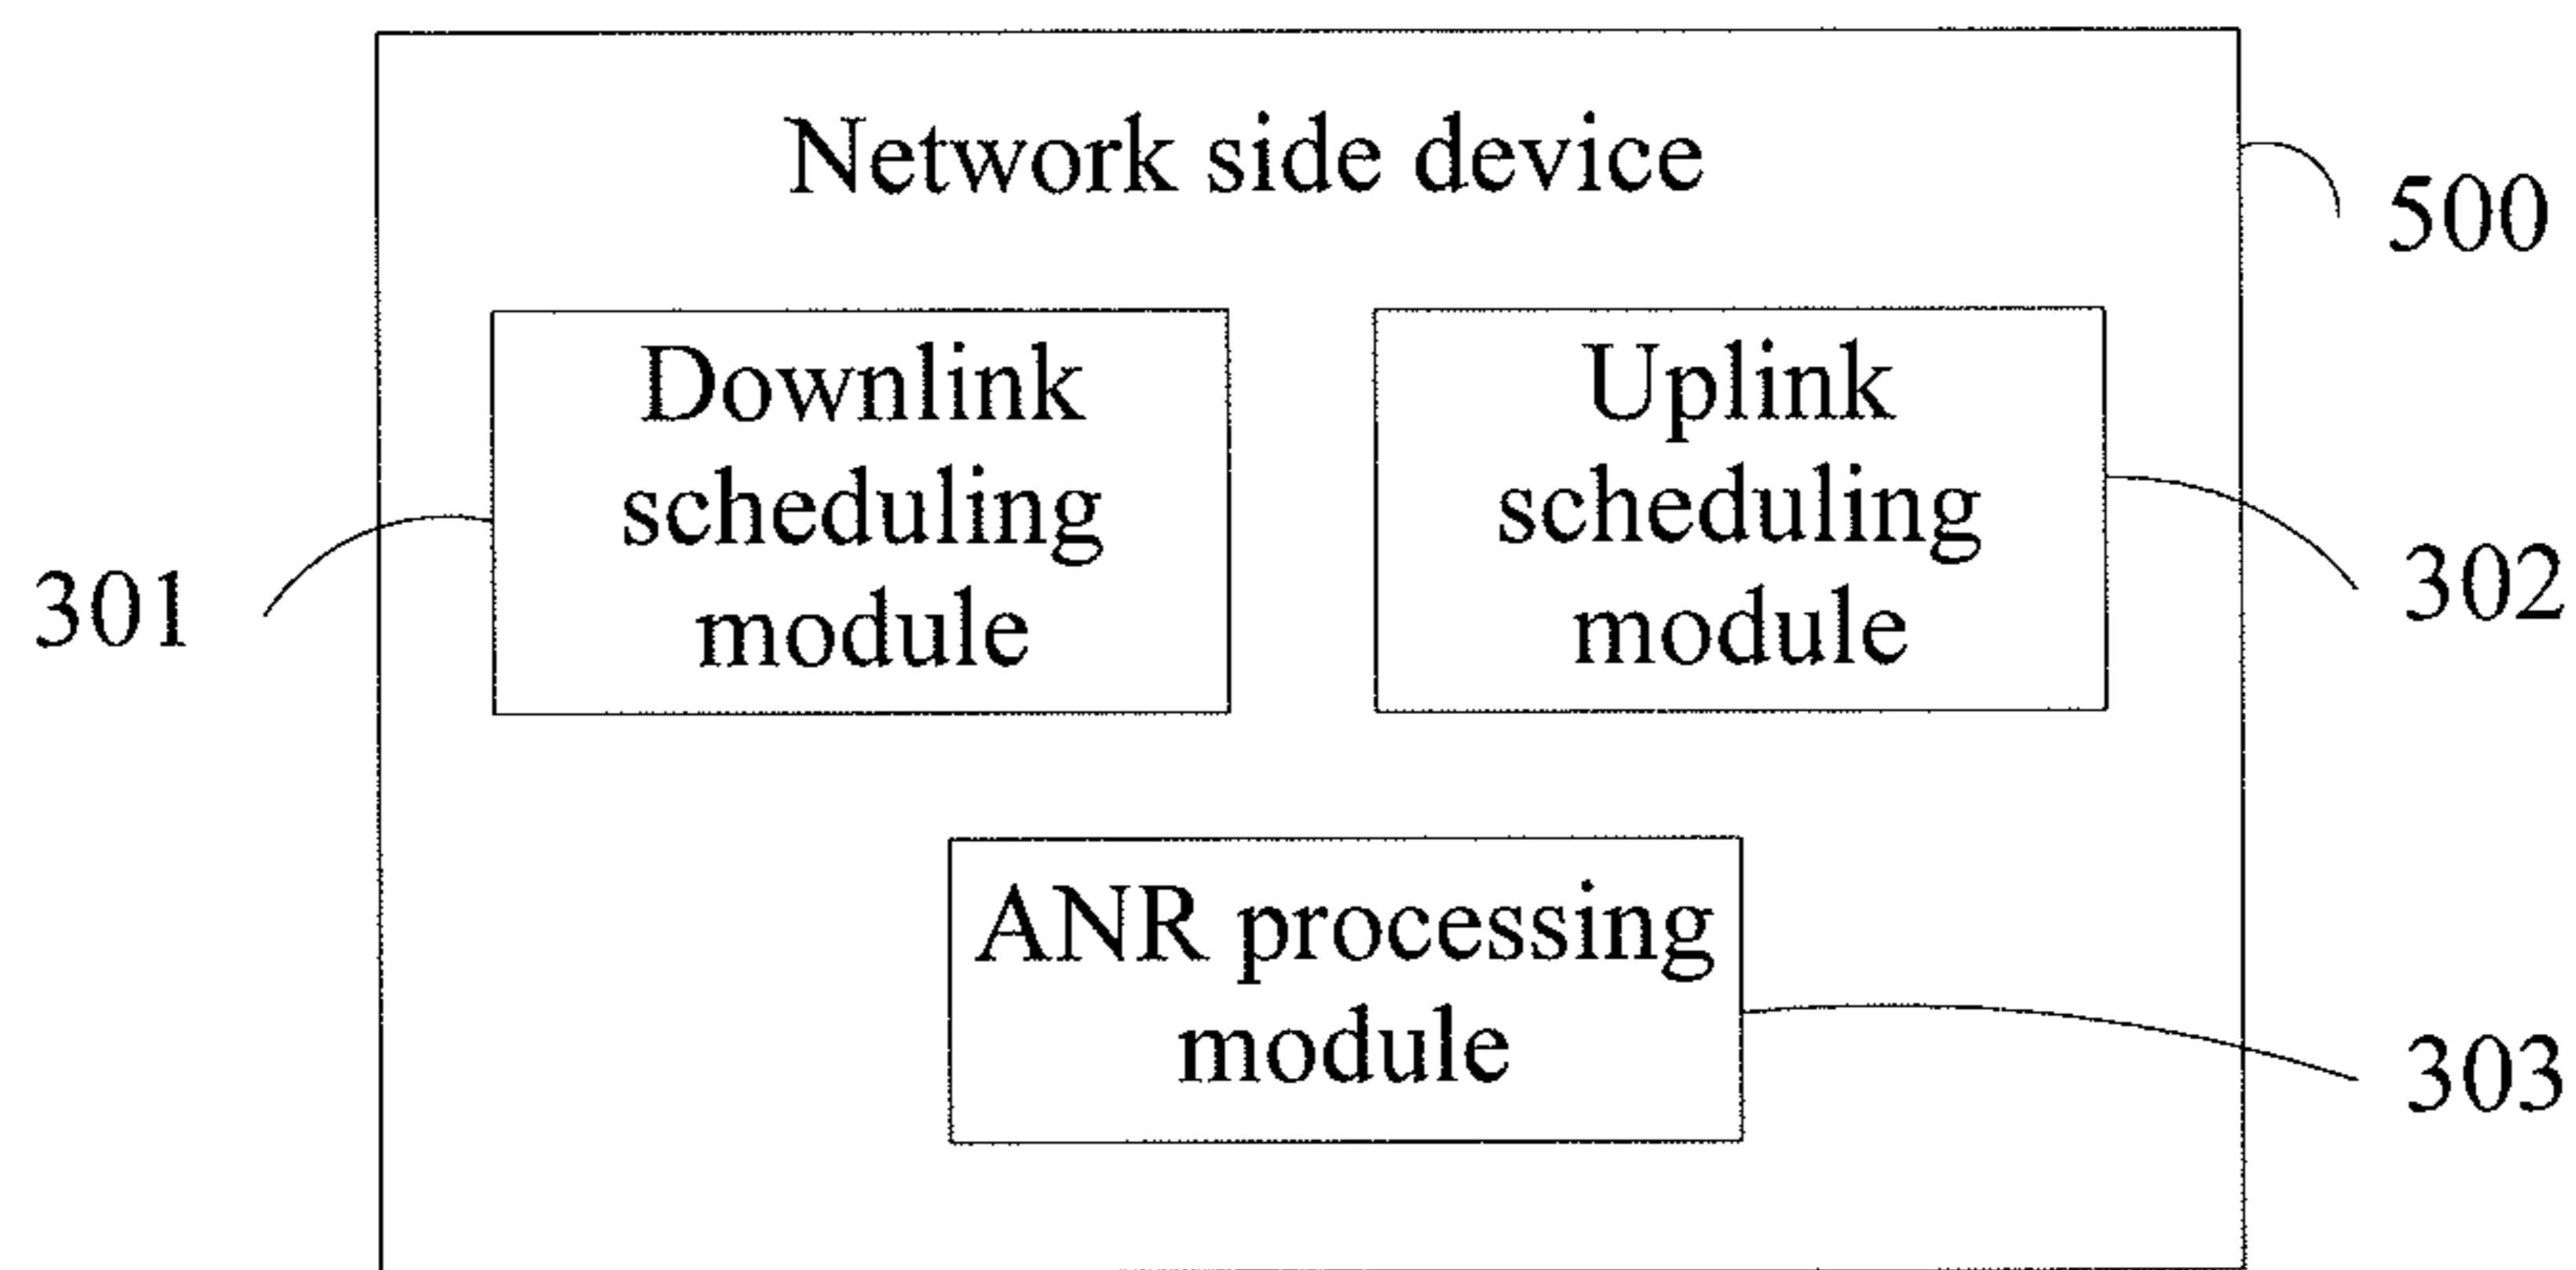 Network side device
500
Downlink
scheduling
module
Uplink
scheduling
module
301
302
ANR processing
module
303